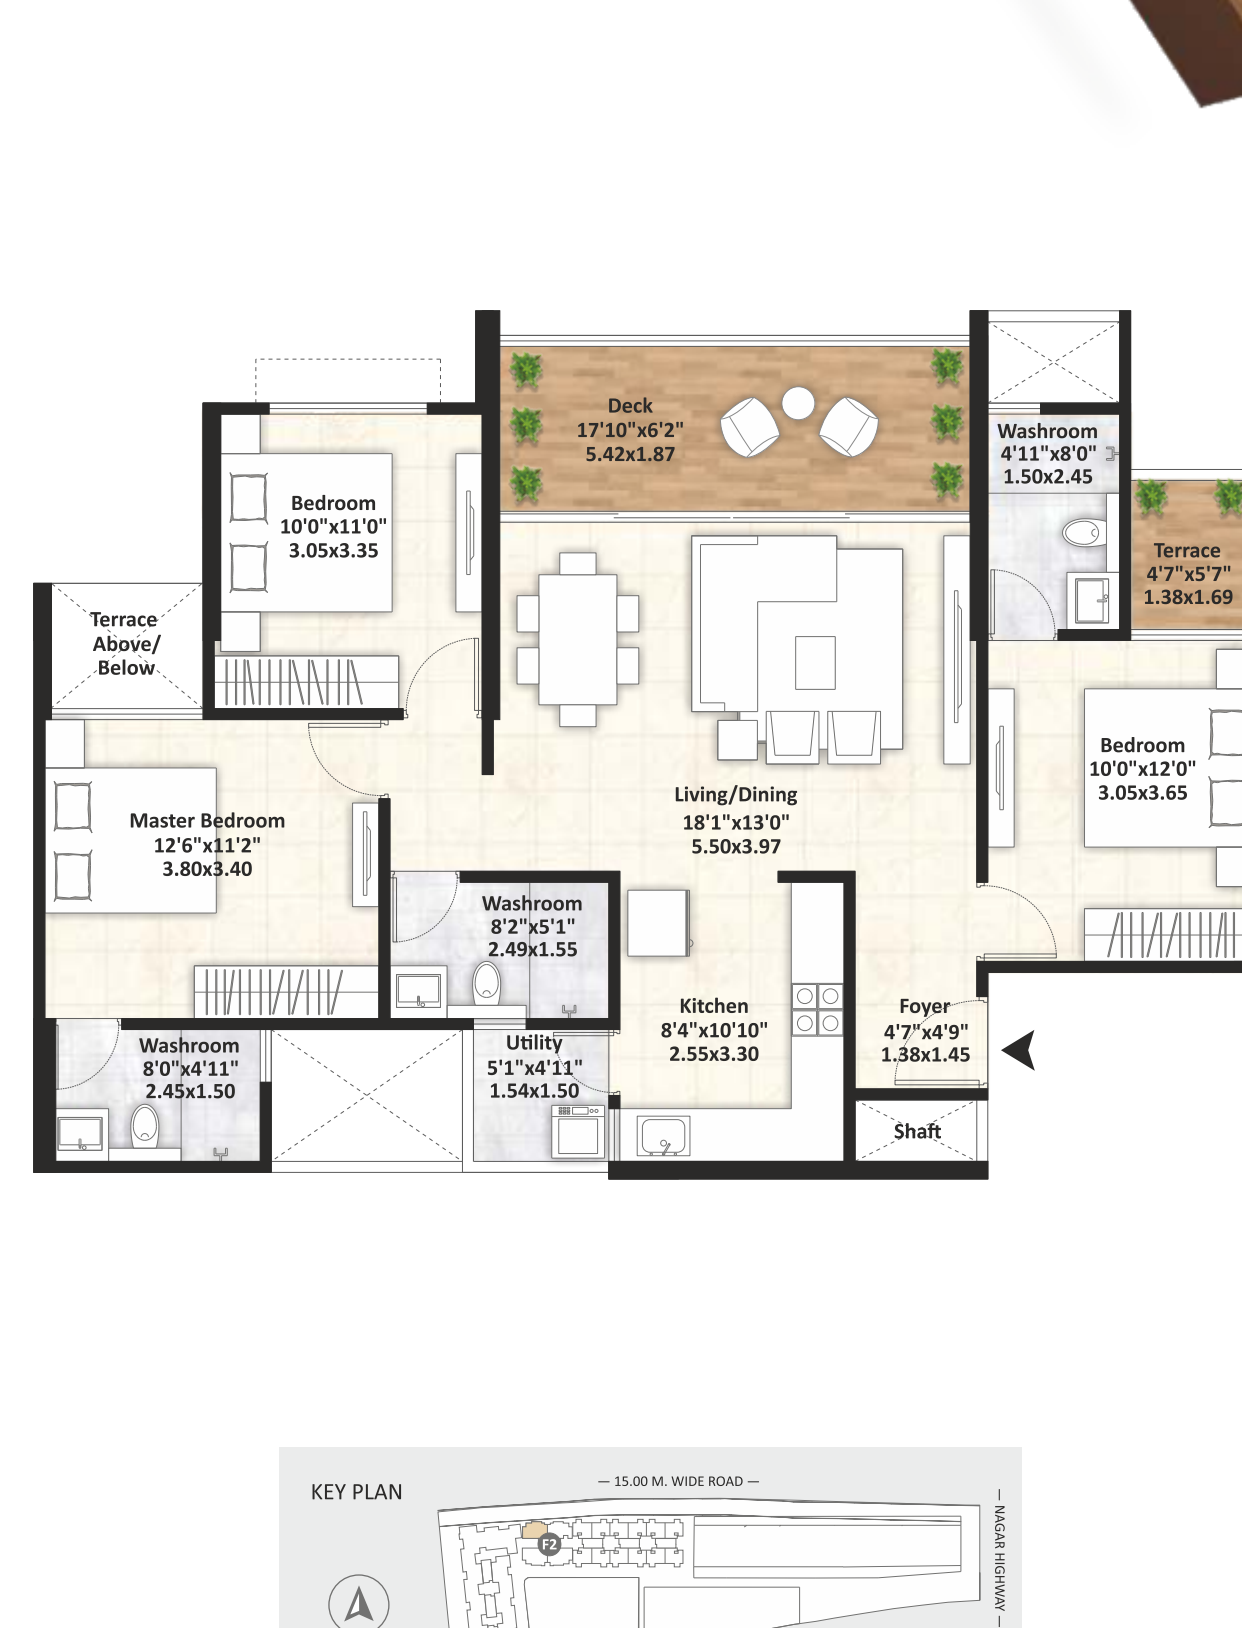 Deck
17'10"x6'2"
5.42x1.87
Washroom
4'11"x8'0"
1.50x2.45
Bedroom
10'0"x11'0"
3.05x3.35
Terrace
4'7"x5'7"
1.38x1.69
Terrace
Above/
Below
Bedroom
10'0"x12'0"
3.05x3.65
Living/Dining
18'1"x13'0"
5.50x3.97
Master Bedroom
12'6"x11'2"
3.80x3.40
Washroom
8'2"x5'1"
2.49x1.55
Kitchen
8'4"x10'10"
2.55x3.30
Foyer
4'7"x4'9"
1.38x1.45
Washroom
8'0"x4'11"
2.45x1.50
Utility
5'1"x4'11"
1.54x1.50
Shaft
KEY PLAN
— 15.00 M. WIDE ROAD —
— NAGAR HIGHWAY —
F2